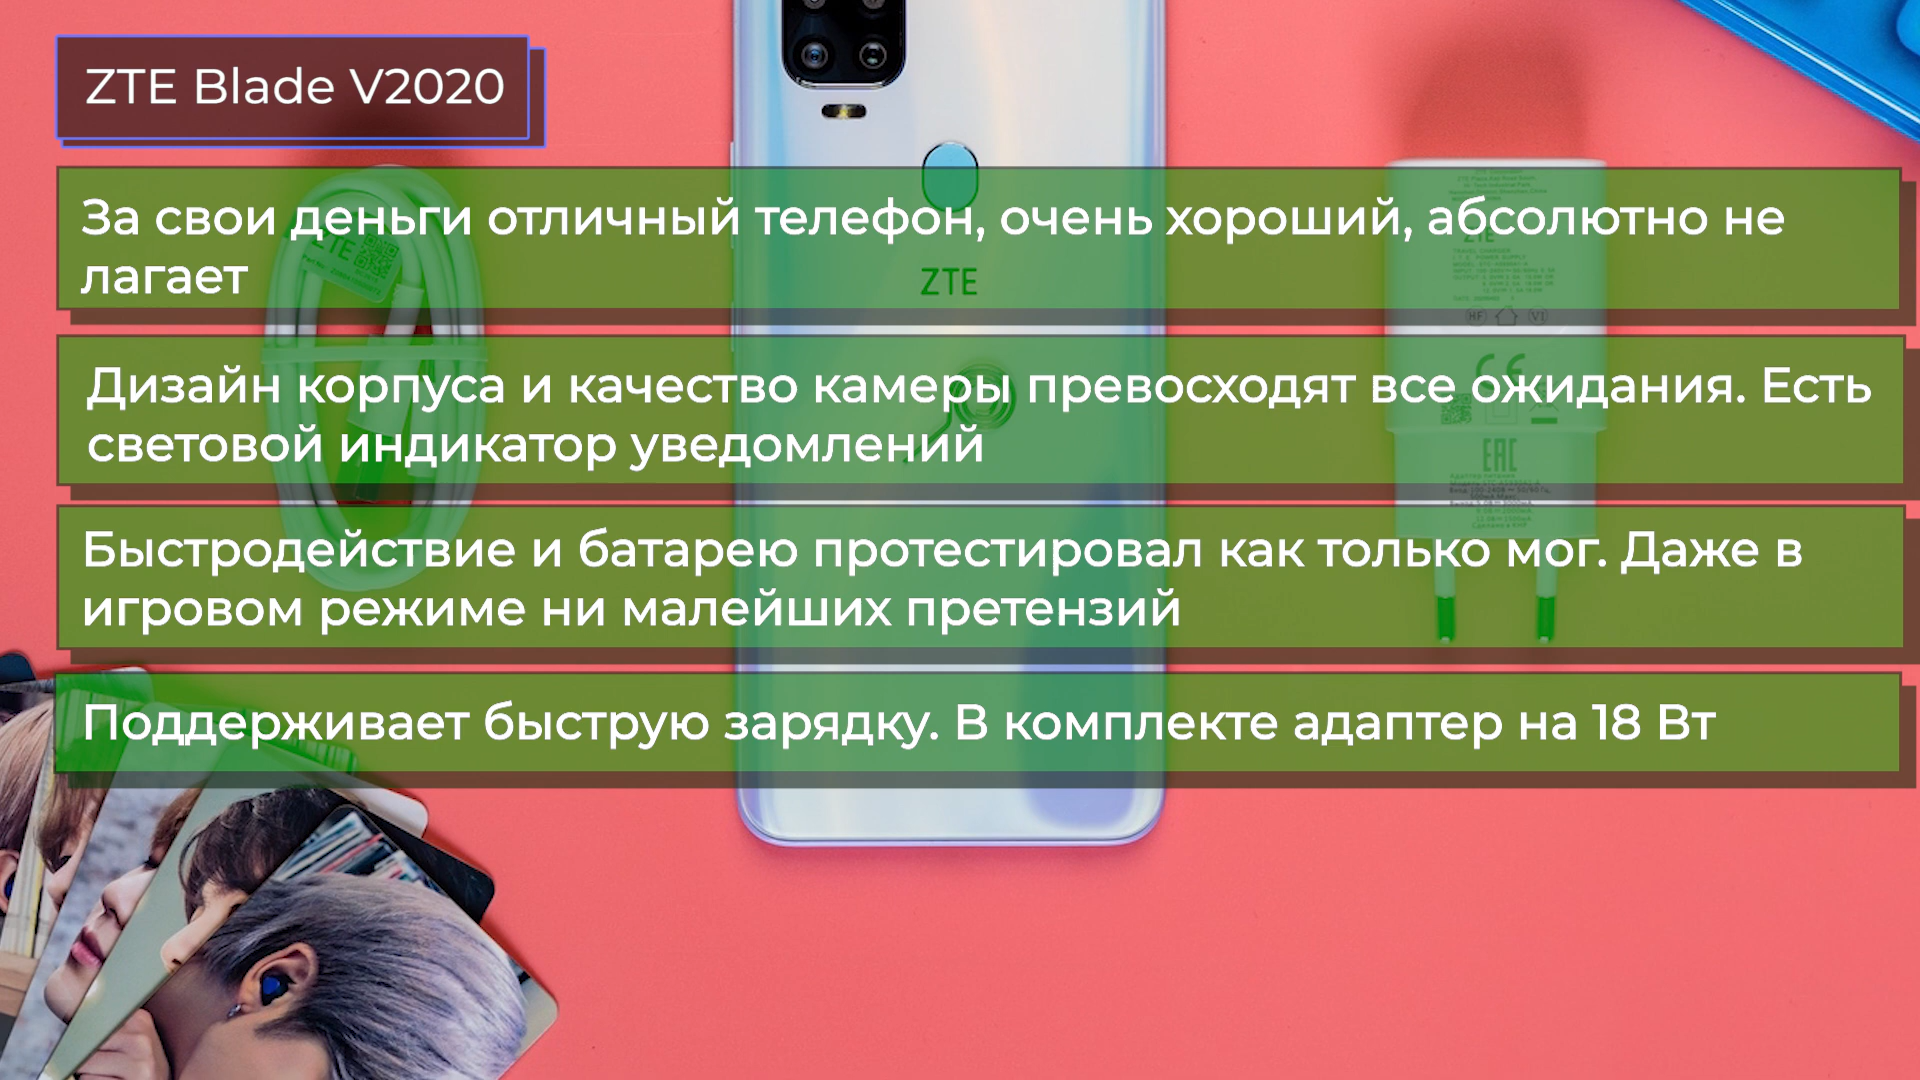 ZTE Blade V2020
За свои деньги отличный телефон, очень хороший, абсолютно не
лагает
ZTE
ZTE
ZTE
Дизайн корпуса и качество камеры превосходят все ожидания. Есть
световой индикатор уведомлений
Быстродействие и батарею протестировал как только мог. Даже в
игровом режиме ни малейших претензий
Поддерживает быструю зарядку. В комплекте адаптер на 18 Вт